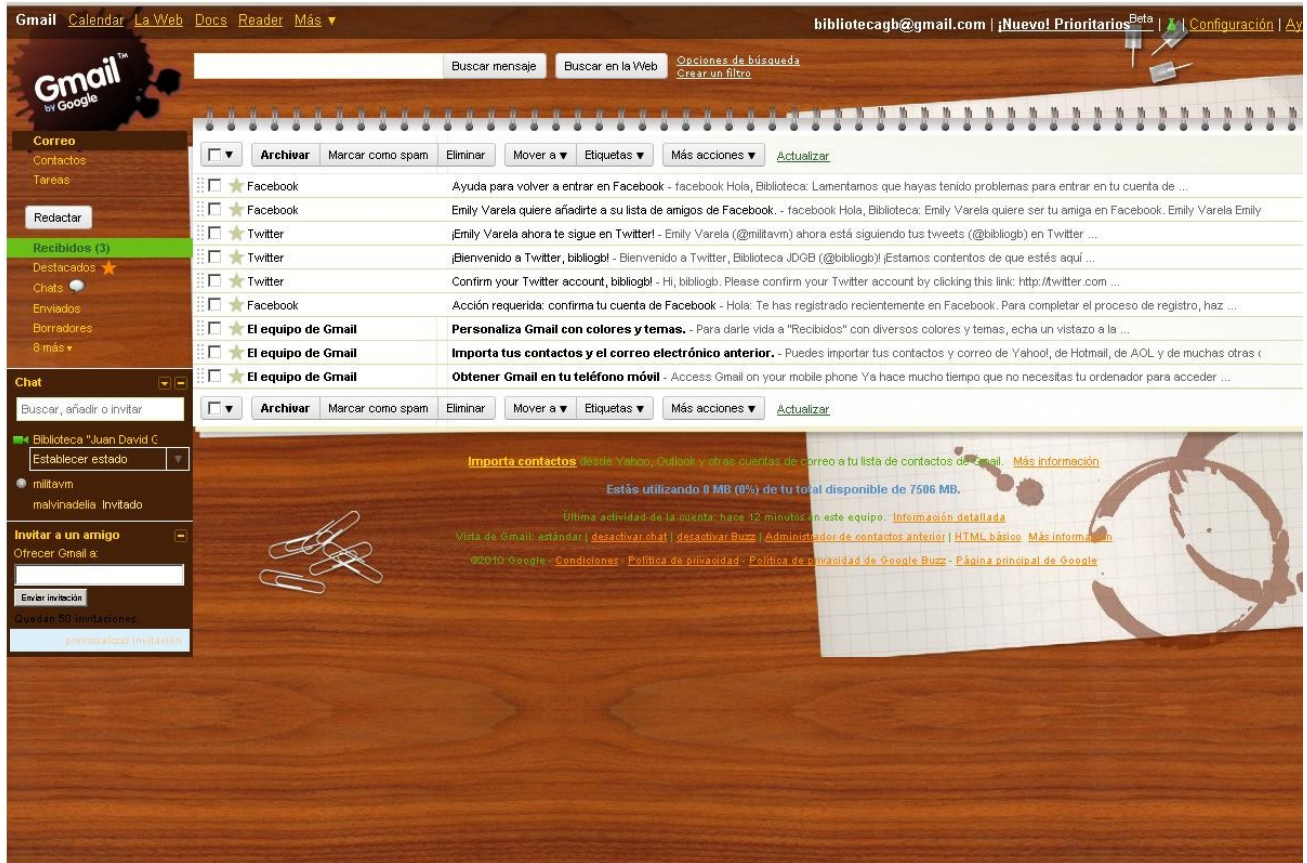 Gmail Calendar La Web Docs Reader Más ▼
bibliotecagb@gmail.com | ¡Nuevo! Prioritarios Beta | | Configuración | Ay
Gmail™
by Google
Buscar mensaje Buscar en la Web Opciones de búsqueda
Crear un filtro
Correo
Contactos
Tareas
Redactar
Recibidos (3)
Destacados
Chats
Enviados
Borradores
8 más ▾
Archivar Marcar como spam Eliminar Mover a ▼ Etiquetas ▼ Más acciones ▼ Actualizar
Facebook Ayuda para volver a entrar en Facebook - facebook Hola, Biblioteca: Lamentamos que hayas tenido problemas para entrar en tu cuenta de ...
Facebook Emily Varela quiere añadirte a su lista de amigos de Facebook. - facebook Hola, Biblioteca: Emily Varela quiere ser tu amiga en Facebook. Emily Varela Emily
Twitter ¡Emily Varela ahora te sigue en Twitter! - Emily Varela (@militavm) ahora está siguiendo tus tweets (@bibliogb) en Twitter ...
Twitter ¡Bienvenido a Twitter, bibliogb! - Bienvenido a Twitter, Biblioteca JDGB (@bibliogb)! ¡Estamos contentos de que estés aquí ...
Twitter Confirm your Twitter account, bibliogb! - Hi, bibliogb. Please confirm your Twitter account by clicking this link: http://twitter.com ...
Facebook Acción requerida: confirma tu cuenta de Facebook - Hola: Te has registrado recientemente en Facebook. Para completar el proceso de registro, haz ...
El equipo de Gmail Personaliza Gmail con colores y temas. - Para darle vida a "Recibidos" con diversos colores y temas, echa un vistazo a la ...
El equipo de Gmail Importa tus contactos y el correo electrónico anterior. - Puedes importar tus contactos y correo de Yahoo!, de Hotmail, de AOL y de muchas otras c
El equipo de Gmail Obtener Gmail en tu teléfono móvil - Access Gmail on your mobile phone Ya hace mucho tiempo que no necesitas tu ordenador para acceder ...
Archivar Marcar como spam Eliminar Mover a ▼ Etiquetas ▼ Más acciones ▼ Actualizar
Chat
Buscar, añadir o invitar
Biblioteca "Juan David G
Establecer estado
militavm
malvinadelia Invitado
Invitar a un amigo
Ofrecer Gmail a:
Enviar invitación
Quedan 50 invitaciones.
previsualizar invitación
Importa contactos desde Yahoo, Outlook y otras cuentas de correo a tu lista de contactos de Gmail. Más información
Estás utilizando 0 MB (0%) de tu total disponible de 7506 MB.
Última actividad de la cuenta: hace 12 minutos en este equipo. Información detallada
Vista de Gmail: estándar | desactivar chat | desactivar Buzz | Administrador de contactos anterior | HTML básico Más información
©2010 Google - Condiciones - Política de privacidad - Política de privacidad de Google Buzz - Página principal de Google